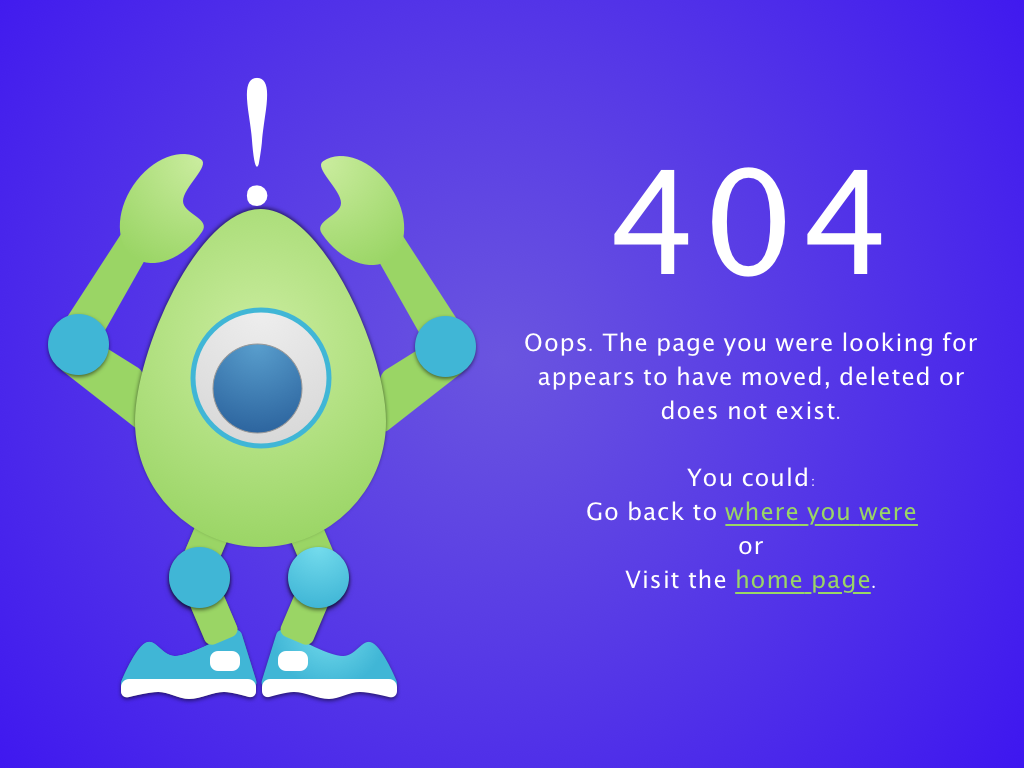 !
404
Oops. The page you were looking for
appears to have moved, deleted or
does not exist.
You could:
Go back to where you were
or
Visit the home page.